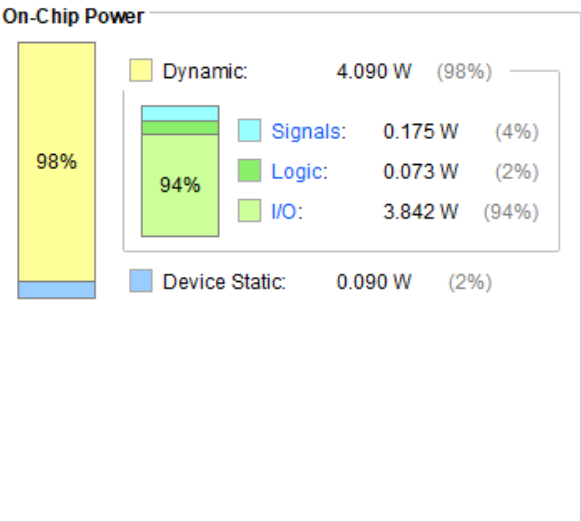 On-Chip Power
Dynamic: 4.090 W (98%)
98%
94%
Signals: 0.175 W (4%)
Logic: 0.073 W (2%)
I/O: 3.842 W (94%)
Device Static: 0.090 W (2%)